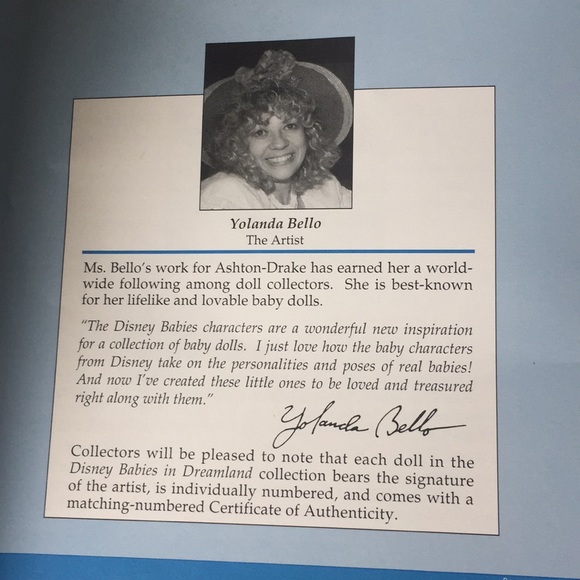 Yolanda Bello
The Artist
Ms. Bello's work for Ashton-Drake has earned her a world-
wide following among doll collectors. She is best-known
for her lifelike and lovable baby dolls.
"The Disney Babies characters are a wonderful new inspiration
for a collection of baby dolls. I just love how the baby characters
from Disney take on the personalities and poses of real babies!
And now I've created these little ones to be loved and treasured
right along with them."
Yolanda Bello
Collectors will be pleased to note that each doll in the
Disney Babies in Dreamland collection bears the signature
of the artist, is individually numbered, and comes with a
matching-numbered Certificate of Authenticity.